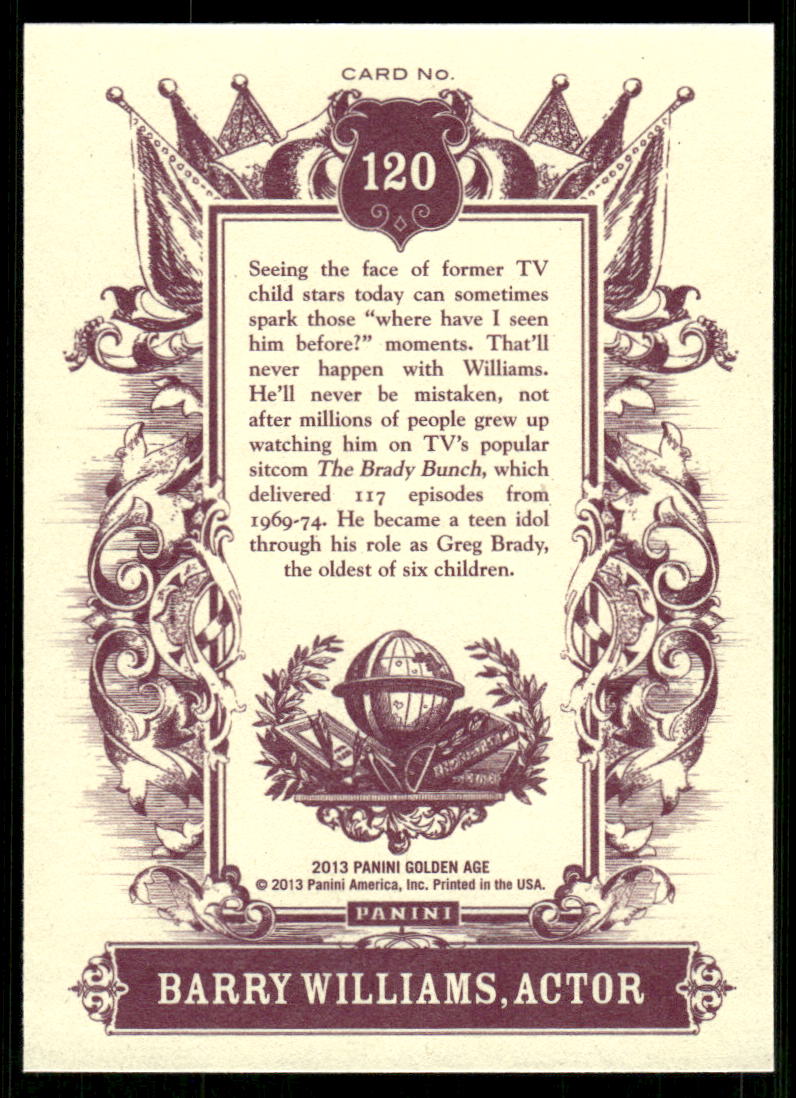 CARD No.
120
Seeing the face of former TV
child stars today can sometimes
spark those “where have I seen
him before?” moments. That’ll
never happen with Williams.
He’ll never be mistaken, not
after millions of people grew up
watching him on TV’s popular
sitcom The Brady Bunch, which
delivered 117 episodes from
1969-74. He became a teen idol
through his role as Greg Brady,
the oldest of six children.
2013 PANINI GOLDEN AGE
© 2013 Panini America, Inc. Printed in the USA.
PANINI
BARRY WILLIAMS, ACTOR